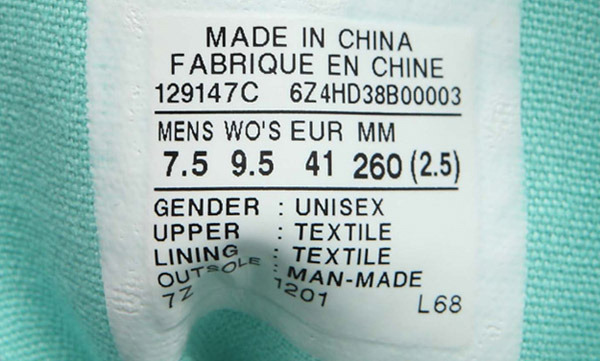 MADE IN CHINA
FABRIQUE EN CHINE
129147C 6Z4HD38B00003
MENS WO'S EUR MM
7.5 9.5 41 260 (2.5)
GENDER : UNISEX
UPPER : TEXTILE
LINING : TEXTILE
OUTSOLE : MAN-MADE
7Z 1201 L68